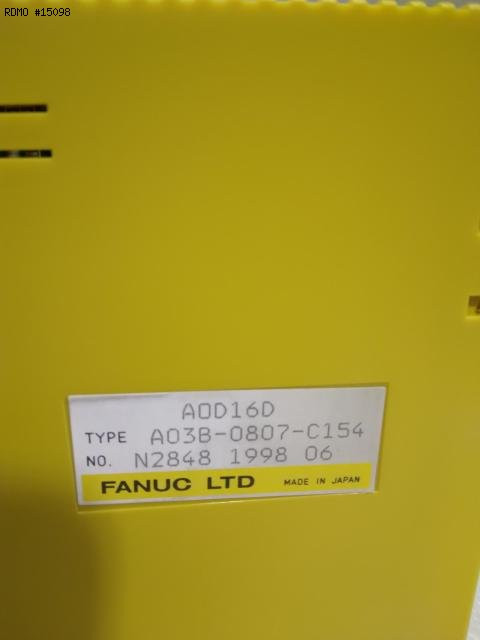 RDMO #15098
AOD16D
TYPE A03B-0807-C154
NO. N2848 1998 06
FANUC LTD MADE IN JAPAN